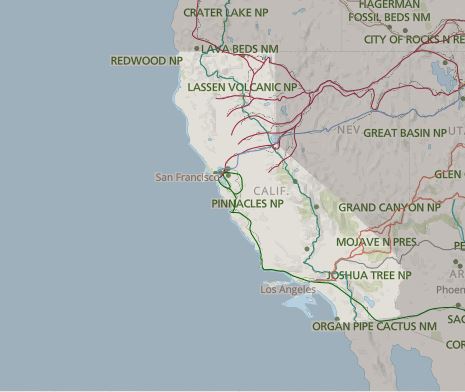 HAGERMAN
FOSSIL BEDS NM
CRATER LAKE NP
CITY OF ROCKS N RE
LAVA BEDS NM
REDWOOD NP
LASSEN VOLCANIC NP
NEV
UTA
GREAT BASIN NP
San Francisco
GLEN
CALIF.
PINNACLES NP
GRAND CANYON NP
MOJAVE N PRES.
PE
JOSHUA TREE NP
AR
Los Angeles
Phoen
SAG
ORGAN PIPE CACTUS NM
COR